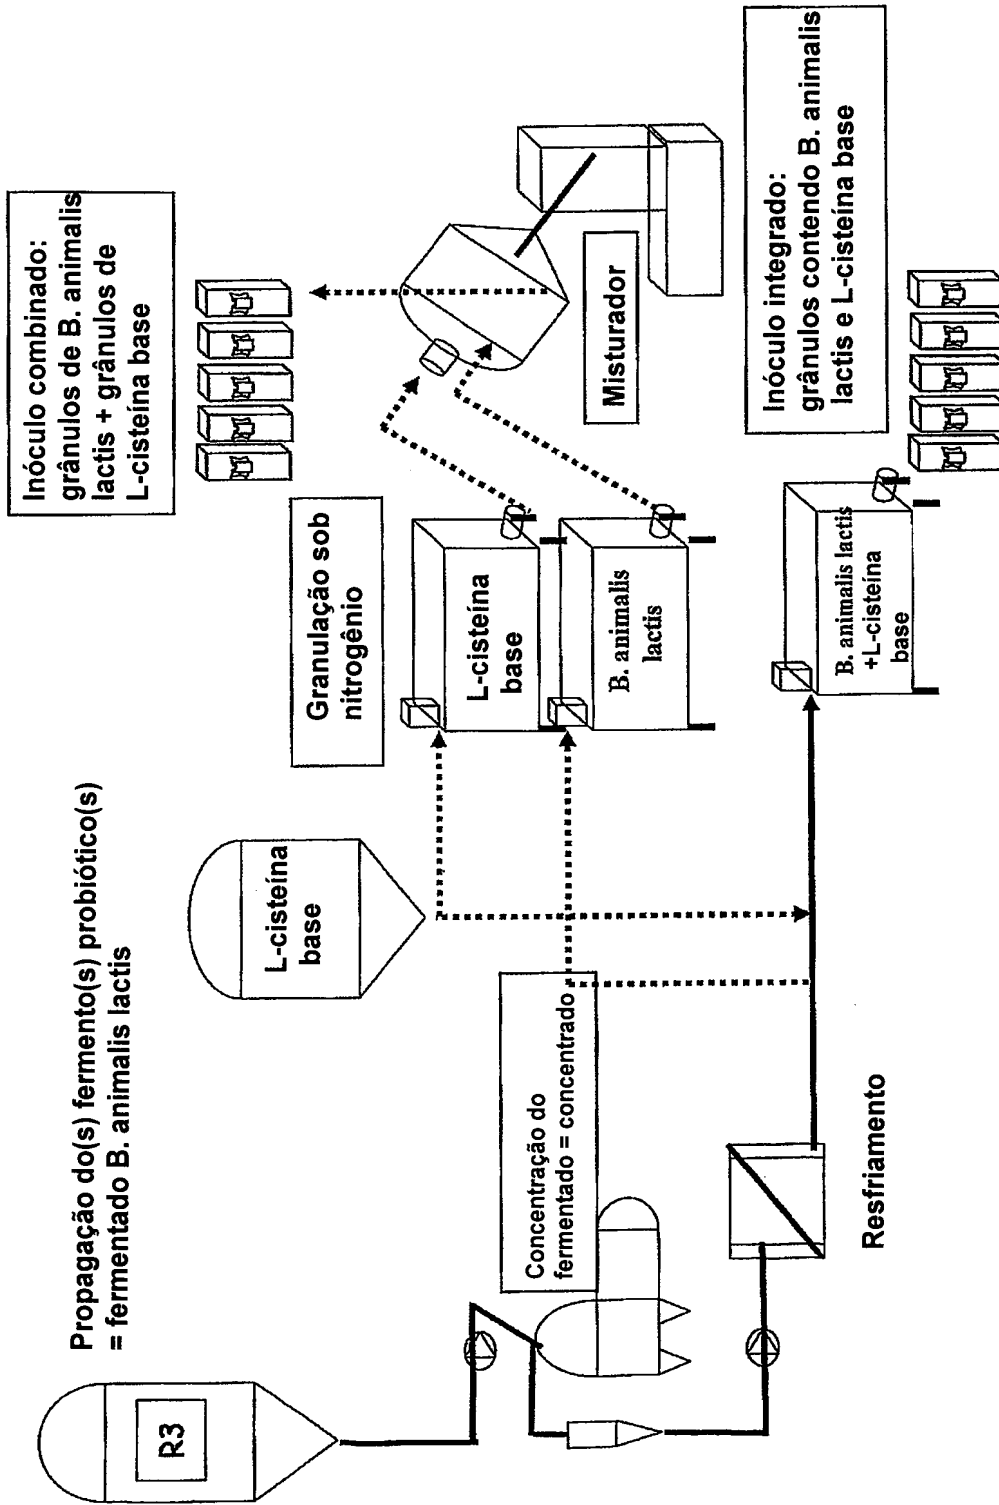 Propagação do(s) fermento(s) probiótico(s)
= fermentado B. animalis lactis
R3
Concentração do
fermentado = concentrado
Resfriamento
L-cisteína
base
Granulação sob
nitrogênio
L-cisteína
base
B. animalis
lactis
B. animalis lactis
+L-cisteína
base
Inóculo combinado:
grânulos de B. animalis
lactis + grânulos de
L-cisteína base
Misturador
Inóculo integrado:
grânulos contendo B. animalis
lactis e L-cisteína base